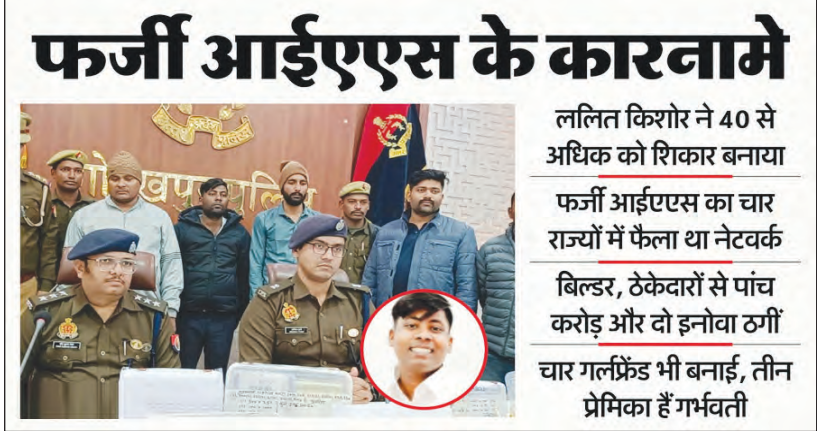 फर्जी आईएएस के कारनामे
ललित किशोर ने 40 से
अधिक को शिकार बनाया
फर्जी आईएएस का चार
राज्यों में फैला था नेटवर्क
बिल्डर, ठेकेदारों से पांच
करोड़ और दो इनोवा ठगीं
चार गर्लफ्रेंड भी बनाई, तीन
प्रेमिका हैं गर्भवती